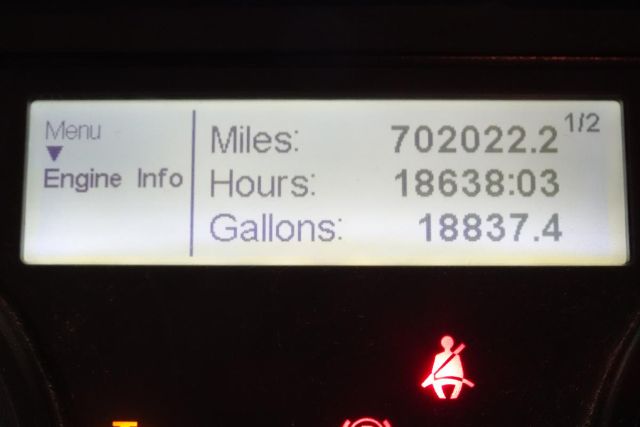 Menu
▼
Engine Info
1/2
Miles: 702022.2
Hours: 18638:03
Gallons: 18837.4